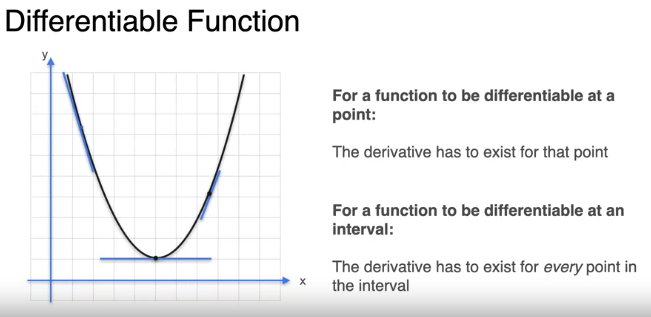 Differentiable Function
y
x
For a function to be differentiable at a
point:
The derivative has to exist for that point
For a function to be differentiable at an
interval:
The derivative has to exist for every point in
the interval